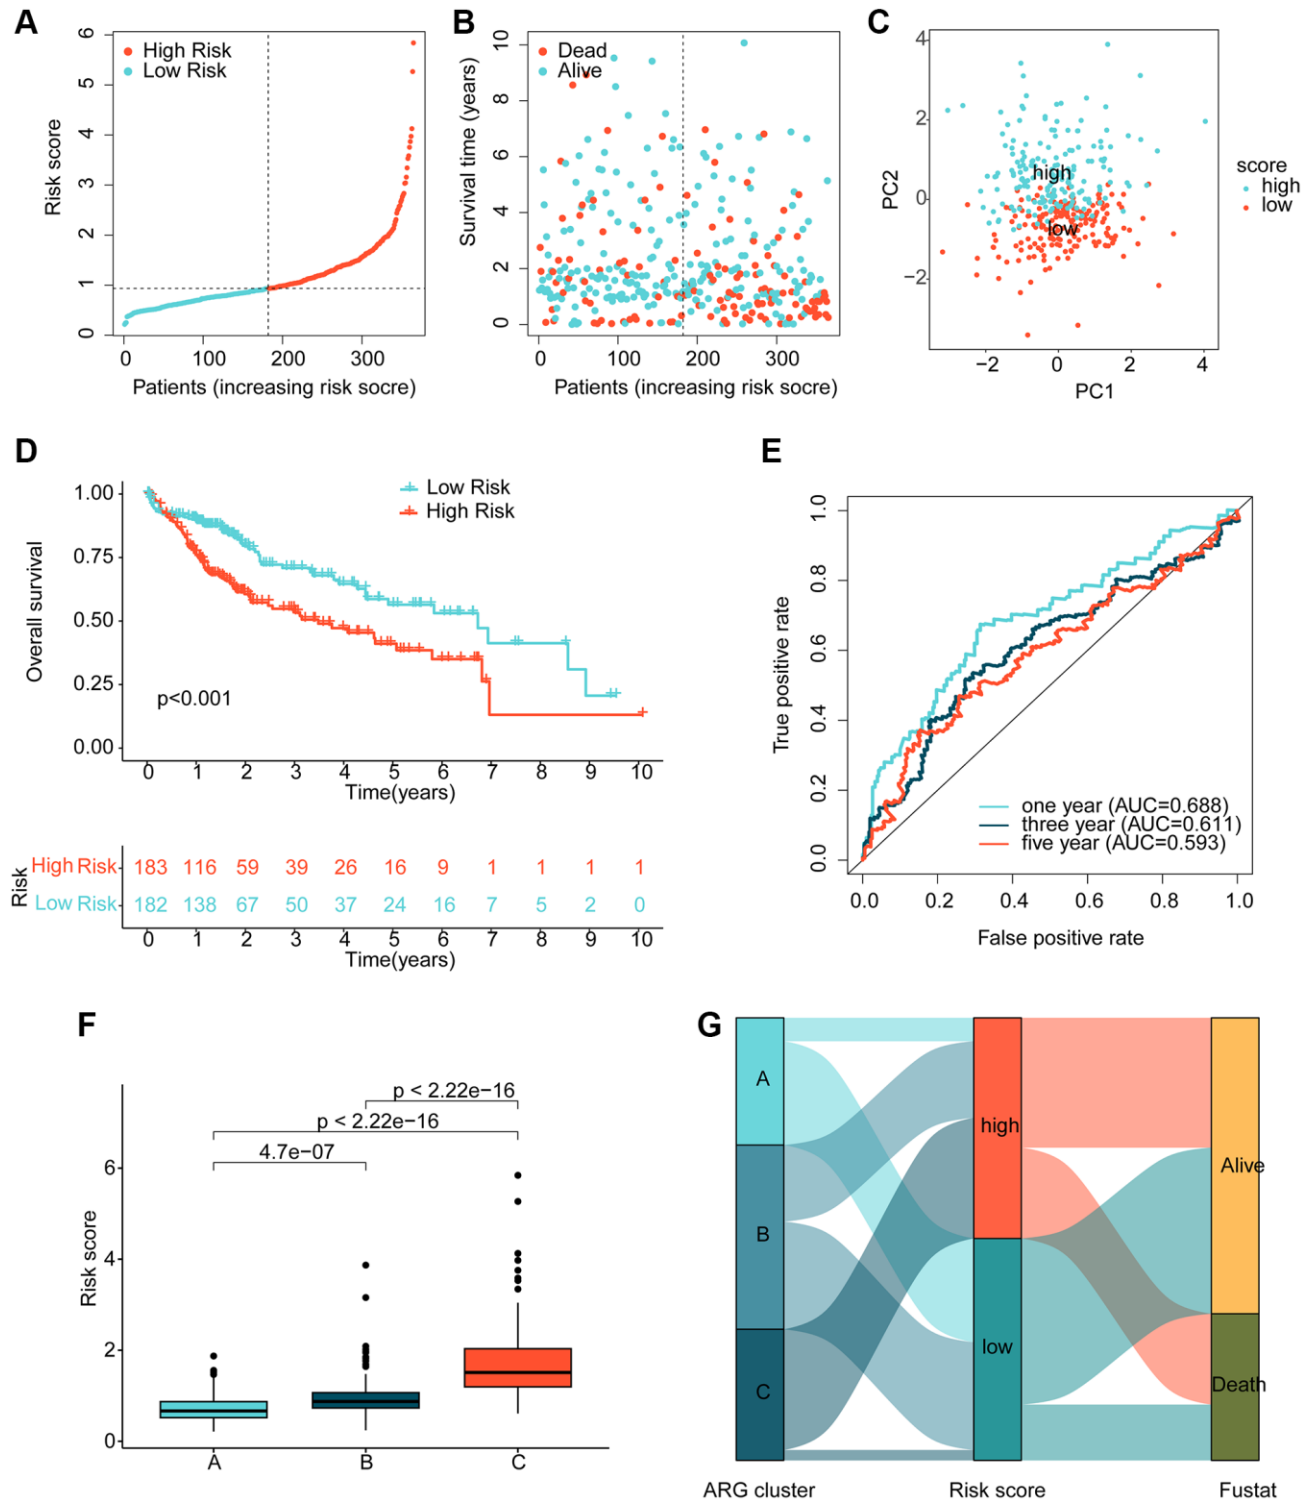 A
High Risk
Low Risk
6
5
4
3
2
1
0
Risk score
0 100 200 300
Patients (increasing risk socre)
B
Dead
Alive
10
8
6
4
2
0
Survival time (years)
0 100 200 300
Patients (increasing risk socre)
C
4
2
0
−2
PC2
high
low
−2 0 2 4
PC1
score
high
low
D
Low Risk
High Risk
1.00
0.75
0.50
0.25
0.00
Overall survival
p<0.001
0 1 2 3 4 5 6 7 8 9 10
Time(years)
Risk
High Risk 183 116 59 39 26 16 9 1 1 1 1
Low Risk 182 138 67 50 37 24 16 7 5 2 0
0 1 2 3 4 5 6 7 8 9 10
Time(years)
E
1.0
0.8
0.6
0.4
0.2
0.0
True positive rate
one year (AUC=0.688)
three year (AUC=0.611)
five year (AUC=0.593)
0.0 0.2 0.4 0.6 0.8 1.0
False positive rate
F
p < 2.22e−16
p < 2.22e−16
4.7e−07
6
4
2
0
Risk score
A B C
G
A
B
C
high
low
Alive
Death
ARG cluster Risk score Fustat